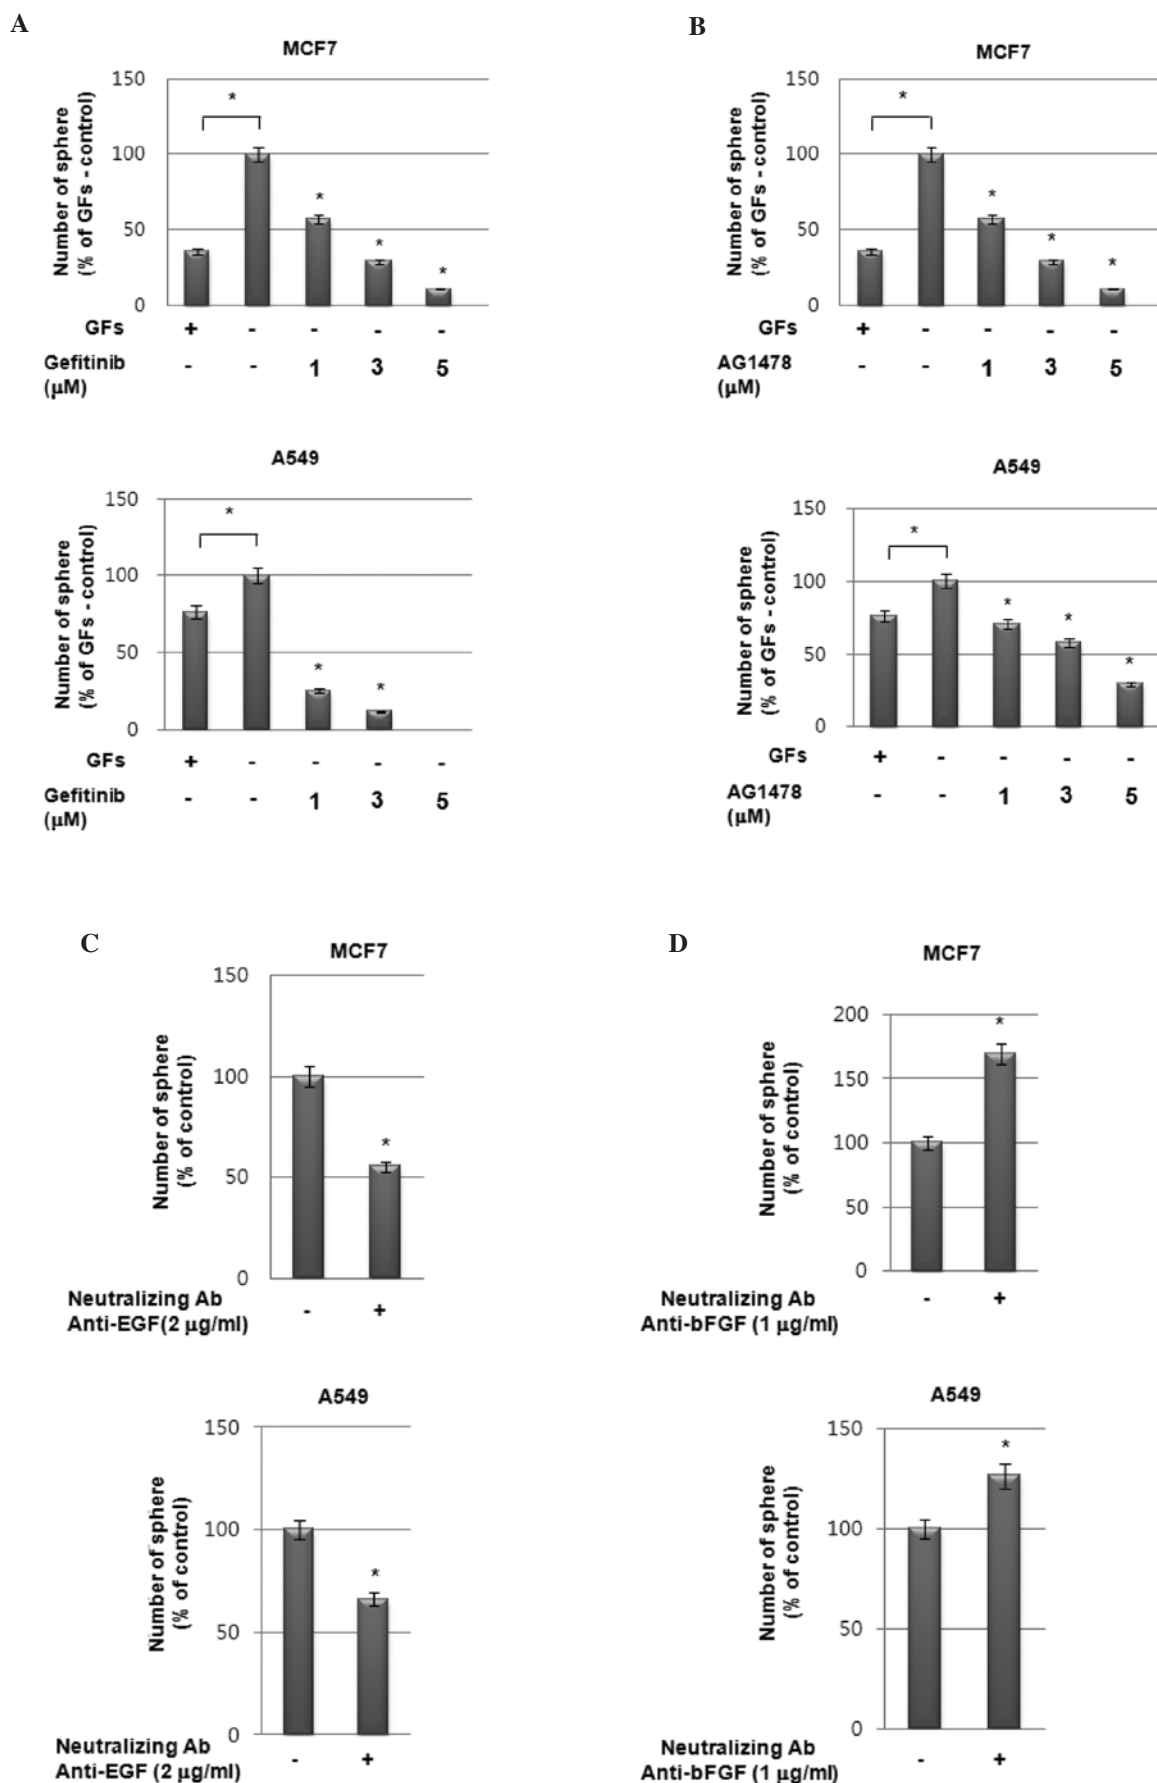 A
MCF7
Number of sphere
(% of GFs - control)
150
*
100
*
50
*
*
0
GFs + - - - -
Gefitinib - - 1 3 5
(μM)
B
MCF7
Number of sphere
(% of GFs - control)
150
*
100
*
50
*
*
0
GFs + - - - -
AG1478 - - 1 3 5
(μM)
A549
Number of sphere
(% of GFs - control)
150
*
100
50
*
*
0
GFs + - - - -
Gefitinib - - 1 3 5
(μM)
A549
Number of sphere
(% of GFs - control)
150
*
100
*
*
50
*
0
GFs + - - - -
AG1478 - - 1 3 5
(μM)
C
MCF7
Number of sphere
(% of control)
150
100
*
50
0
Neutralizing Ab
Anti-EGF(2 μg/ml) - +
D
MCF7
Number of sphere
(% of control)
200
*
150
100
50
0
Neutralizing Ab
Anti-bFGF (1 μg/ml) - +
A549
Number of sphere
(% of control)
150
100
*
50
0
Neutralizing Ab
Anti-EGF (2 μg/ml) - +
A549
Number of sphere
(% of control)
150
*
100
50
0
Neutralizing Ab
Anti-bFGF (1 μg/ml) - +